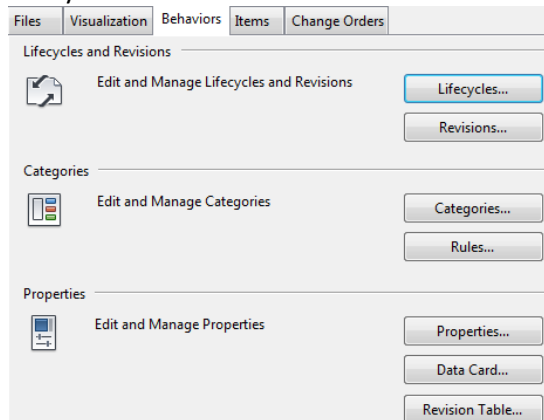 Files Visualization Behaviors Items Change Orders
Lifecycles and Revisions
Edit and Manage Lifecycles and Revisions
Lifecycles...
Revisions...
Categories
Edit and Manage Categories
Categories...
Rules...
Properties
Edit and Manage Properties
Properties...
Data Card...
Revision Table...